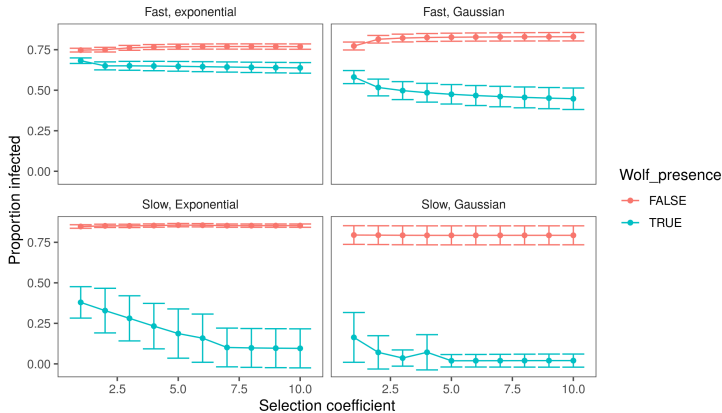 Fast, exponential
Fast, Gaussian
0.75
0.50
0.25
0.00
Slow, Exponential
Slow, Gaussian
0.75
0.50
0.25
0.00
2.5 5.0 7.5 10.0
2.5 5.0 7.5 10.0
Selection coefficient
Proportion infected
Wolf_presence
FALSE
TRUE